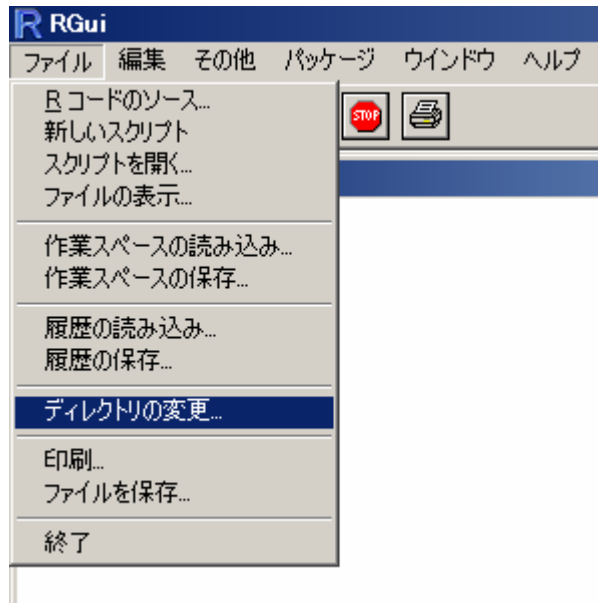 R RGui
ファイル 編集 その他 パッケージ ウインドウ ヘルプ
R コードのソース...
新しいスクリプト
スクリプトを開く...
ファイルの表示...
STOP
作業スペースの読み込み...
作業スペースの保存...
履歴の読み込み...
履歴の保存...
ディレクトリの変更...
印刷...
ファイルを保存...
終了